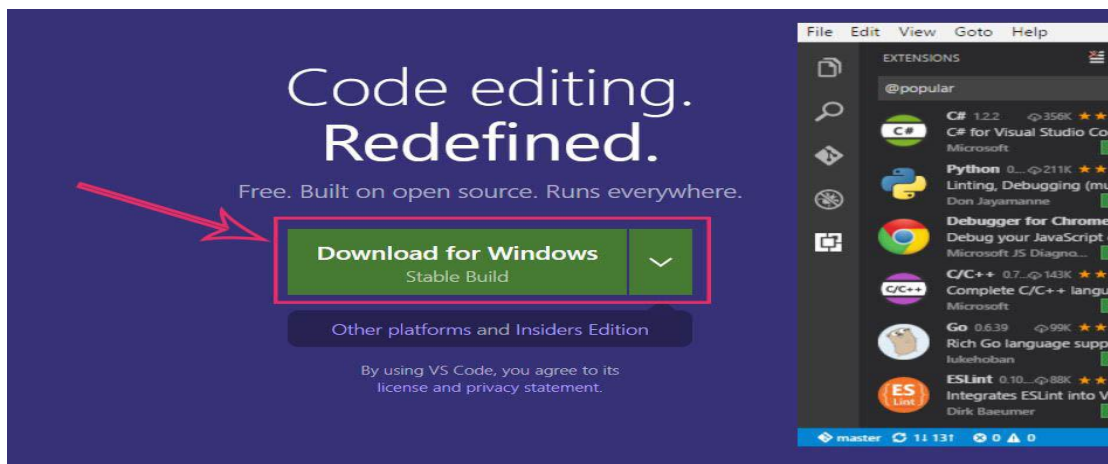 Code editing.
Redefined.
Free. Built on open source. Runs everywhere.
Download for Windows
Stable Build
Other platforms and Insiders Edition
By using VS Code, you agree to its
license and privacy statement.
File Edit View Goto Help
EXTENSIONS
@popular
C# 1.2.2 356K
C# for Visual Studio Co
Microsoft
Python 0... 211K
Linting, Debugging (mu
Don Jayamanne
Debugger for Chrome
Debug your JavaScript
Microsoft JS Diagno...
C/C++ 0.7... 143K
Complete C/C++ langu
Microsoft
Go 0.6.39 99K
Rich Go language supp
lukehoban
ESLint 0.10... 88K
Integrates ESLint into V
Dirk Baeumer
master 1↓ 13↑ 0 0